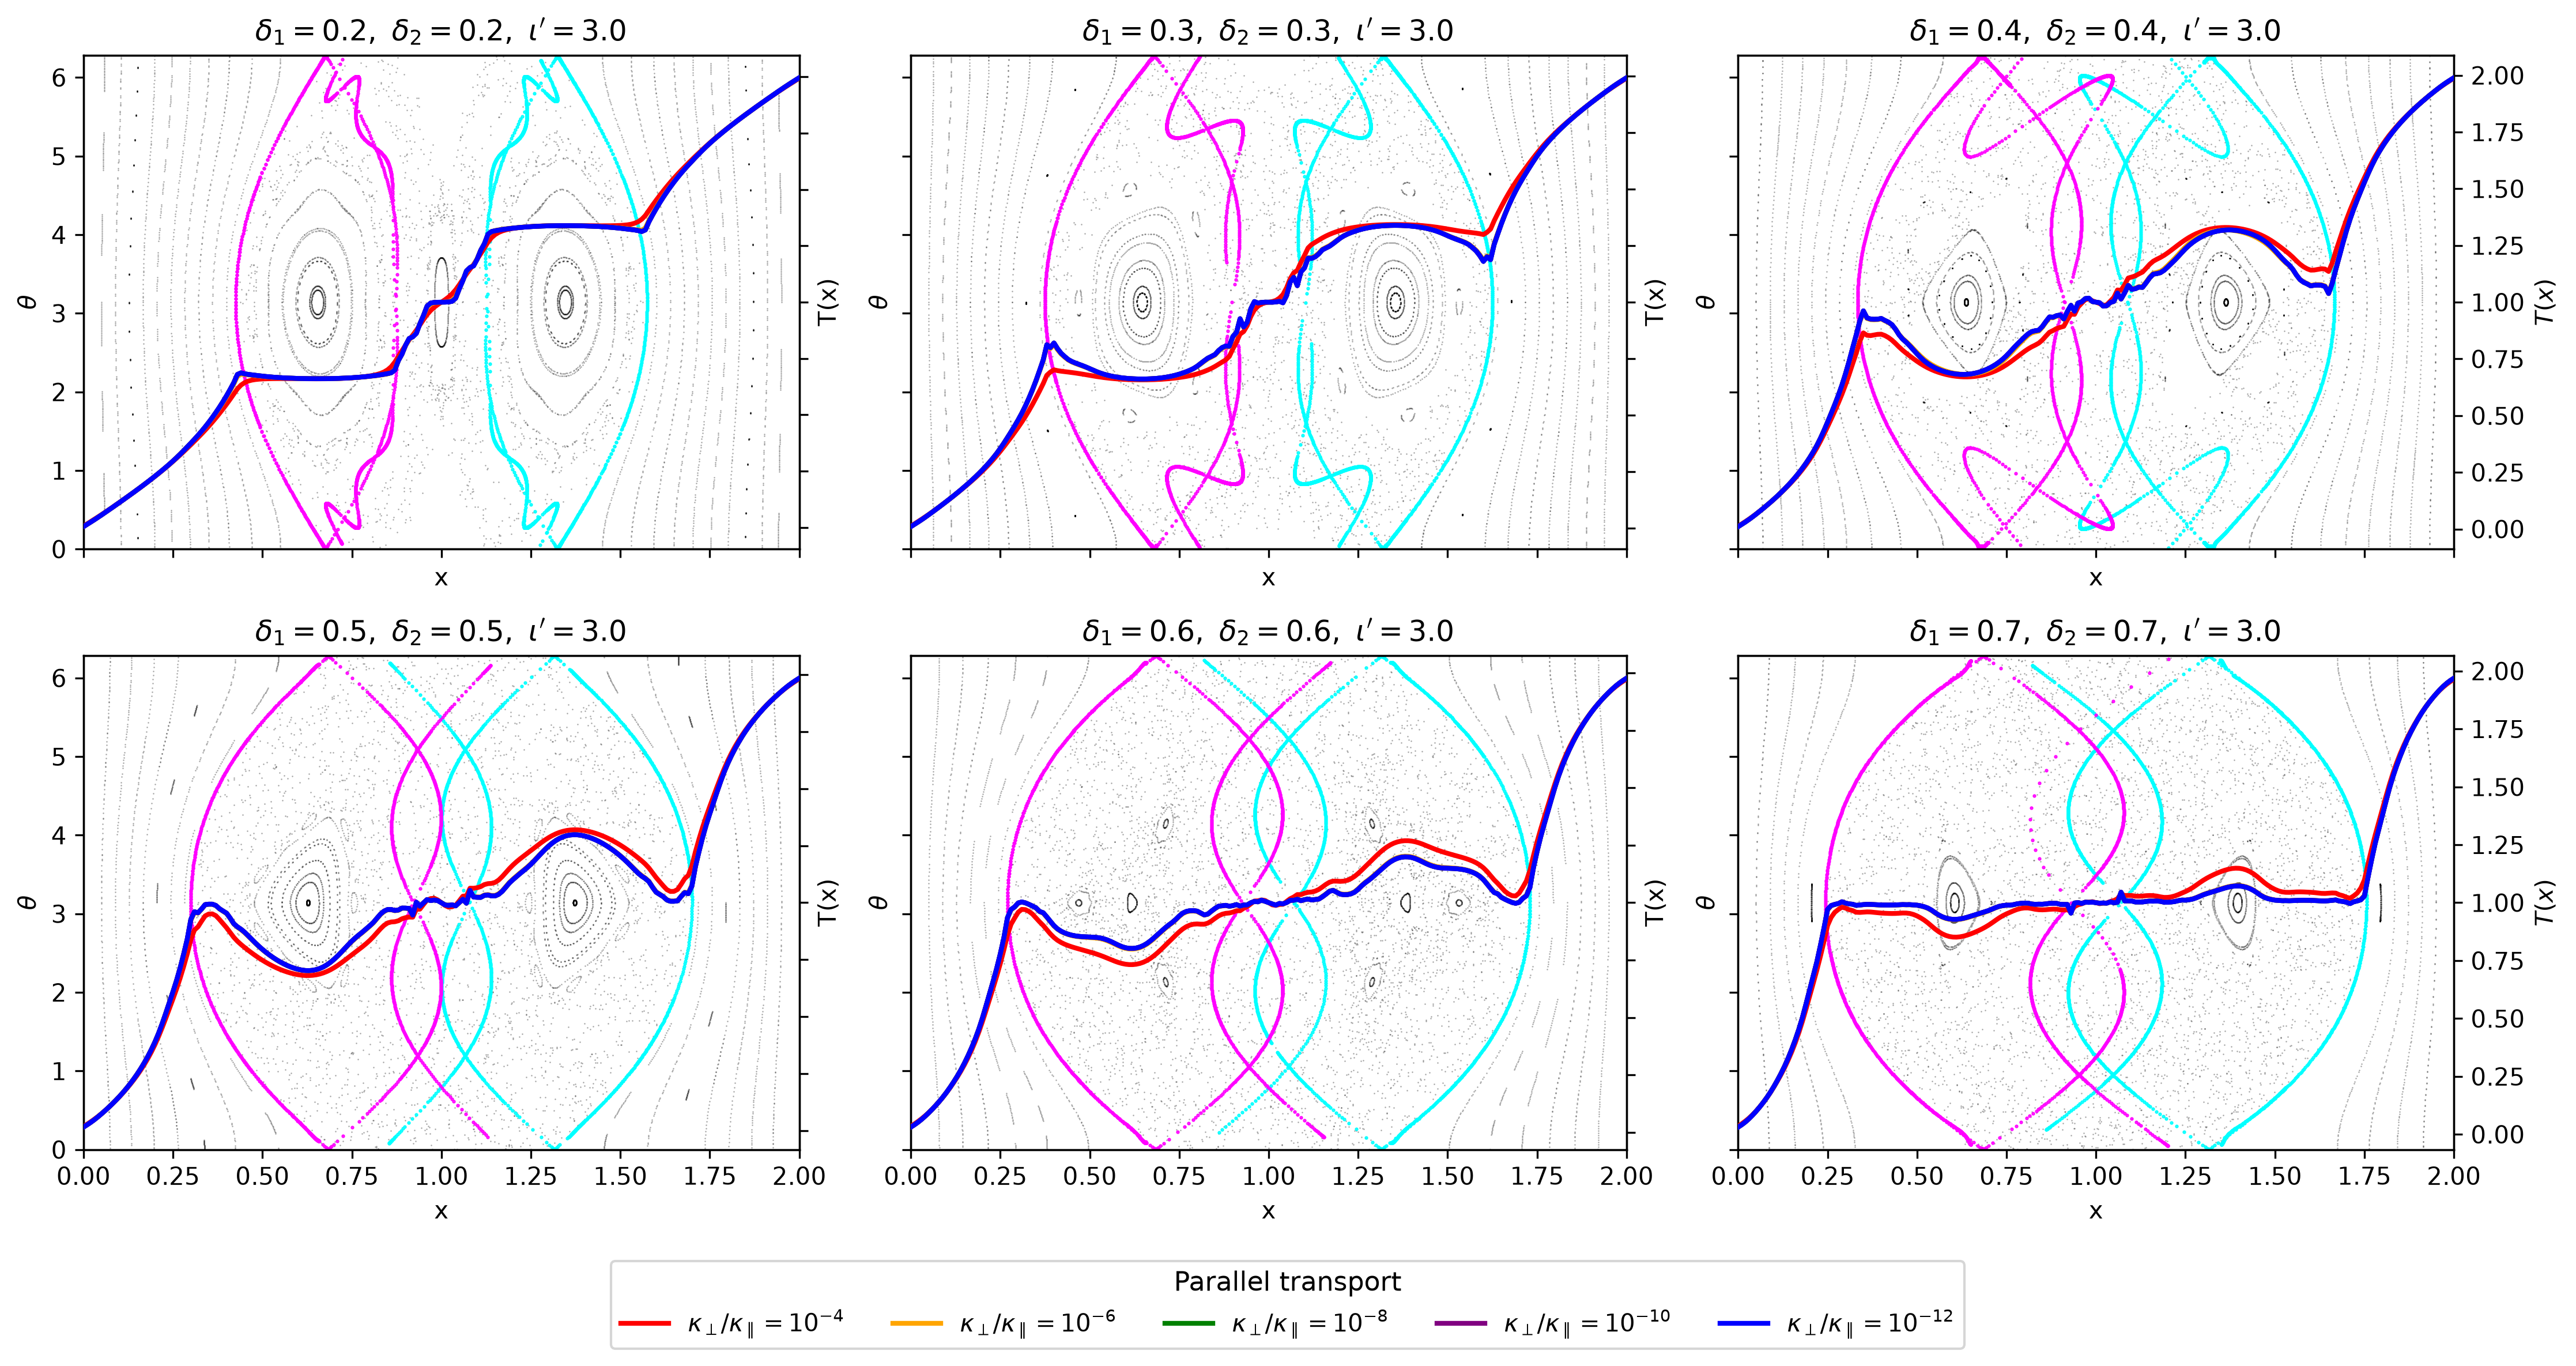 δ₁ = 0.2, δ₂ = 0.2, ι′ = 3.0
δ₁ = 0.3, δ₂ = 0.3, ι′ = 3.0
δ₁ = 0.4, δ₂ = 0.4, ι′ = 3.0
6
5
4
3
2
1
0
θ
x
T(x)
θ
x
T(x)
θ
x
2.00
1.75
1.50
1.25
1.00
0.75
0.50
0.25
0.00
T(x)
δ₁ = 0.5, δ₂ = 0.5, ι′ = 3.0
δ₁ = 0.6, δ₂ = 0.6, ι′ = 3.0
δ₁ = 0.7, δ₂ = 0.7, ι′ = 3.0
6
5
4
3
2
1
0
θ
0.00 0.25 0.50 0.75 1.00 1.25 1.50 1.75 2.00
x
T(x)
θ
0.00 0.25 0.50 0.75 1.00 1.25 1.50 1.75 2.00
x
T(x)
θ
0.00 0.25 0.50 0.75 1.00 1.25 1.50 1.75 2.00
x
2.00
1.75
1.50
1.25
1.00
0.75
0.50
0.25
0.00
T(x)
Parallel transport
κ⊥/κ∥ = 10⁻⁴ κ⊥/κ∥ = 10⁻⁶ κ⊥/κ∥ = 10⁻⁸ κ⊥/κ∥ = 10⁻¹⁰ κ⊥/κ∥ = 10⁻¹²